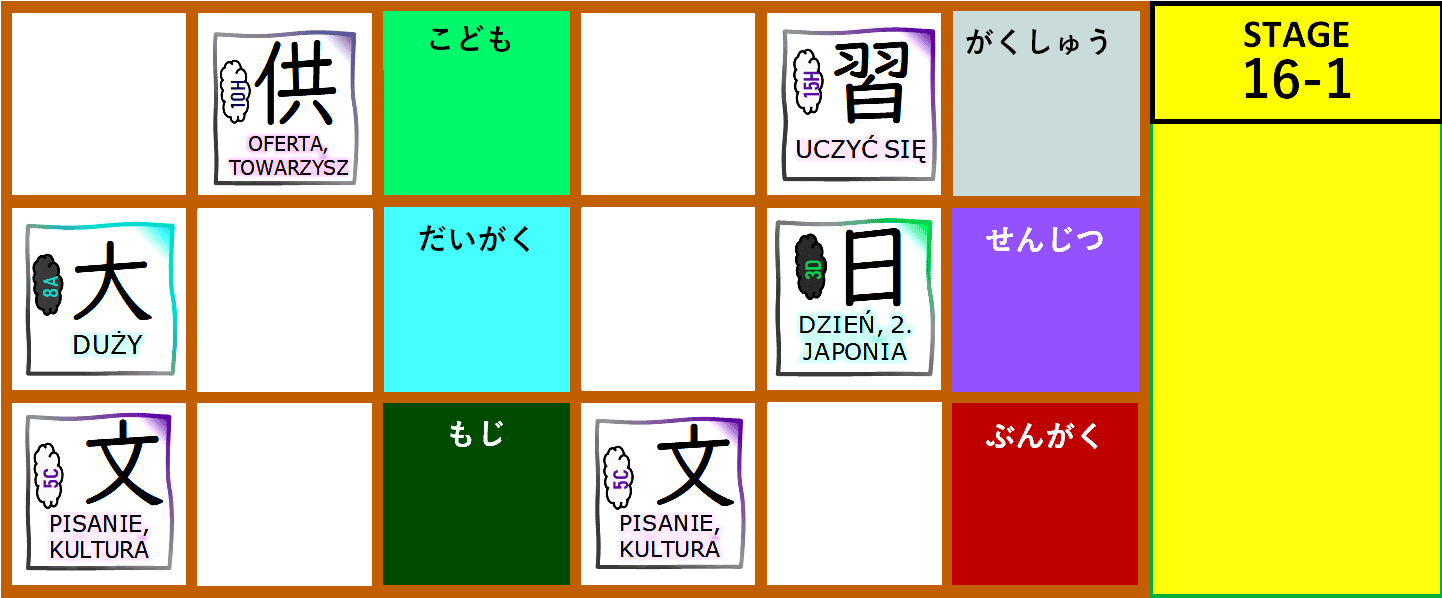 10H
供
OFERTA,
TOWARZYSZ
こども
15H
習
UCZYĆ SIĘ
がくしゅう
STAGE
16-1
8A
大
DUŻY
だいがく
3D
日
DZIEŃ, 2.
JAPONIA
せんじつ
5C
文
PISANIE,
KULTURA
もじ
5C
文
PISANIE,
KULTURA
ぶんがく